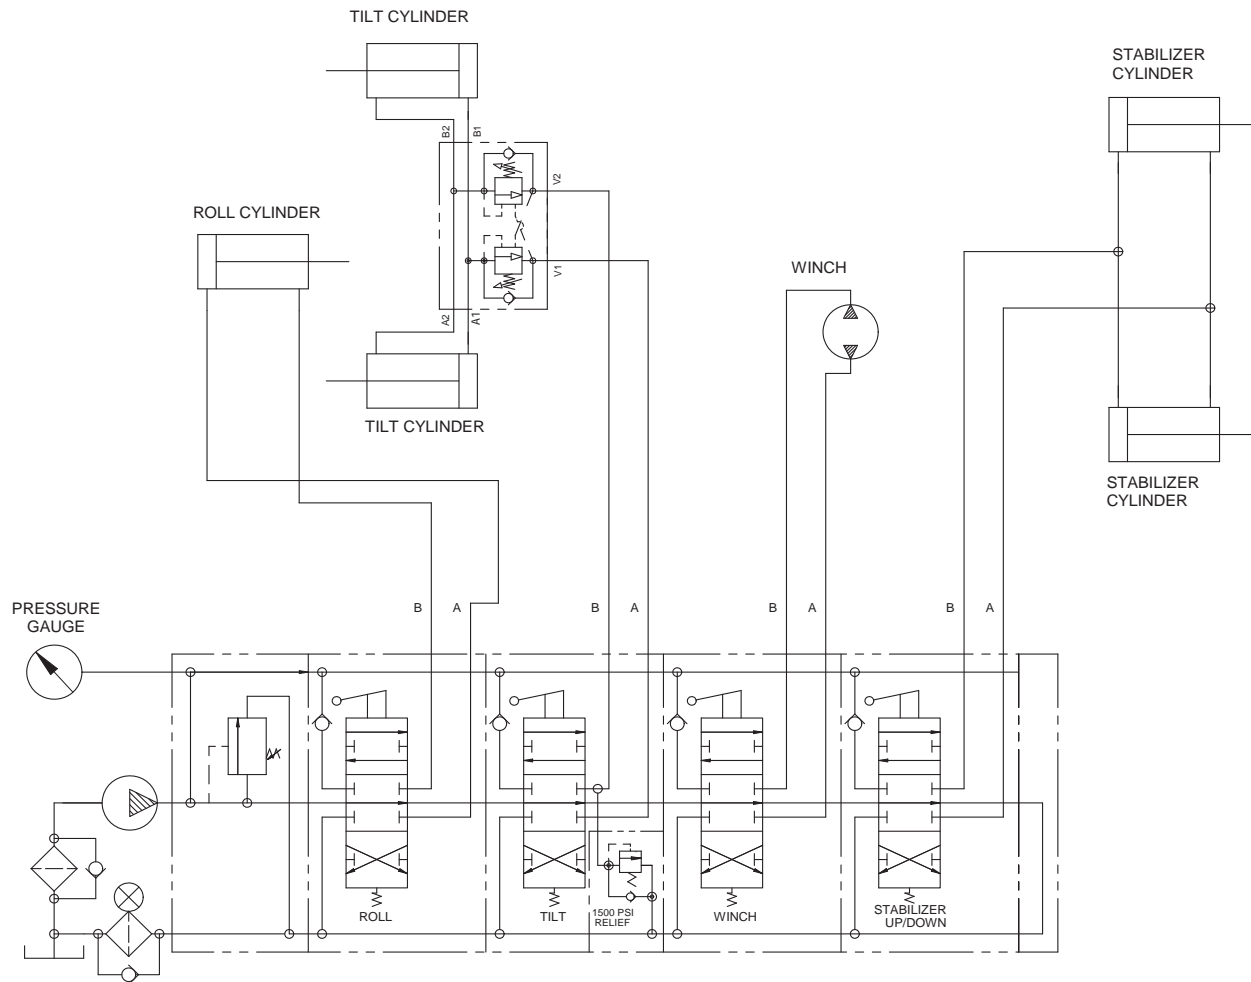 TILT CYLINDER
STABILIZER
CYLINDER
B2
B1
V2
ROLL CYLINDER
V1
WINCH
A2
A1
TILT CYLINDER
STABILIZER
CYLINDER
PRESSURE
GAUGE
B
A
B
A
B
A
B
A
ROLL
TILT
1500 PSI
RELIEF
WINCH
STABILIZER
UP/DOWN